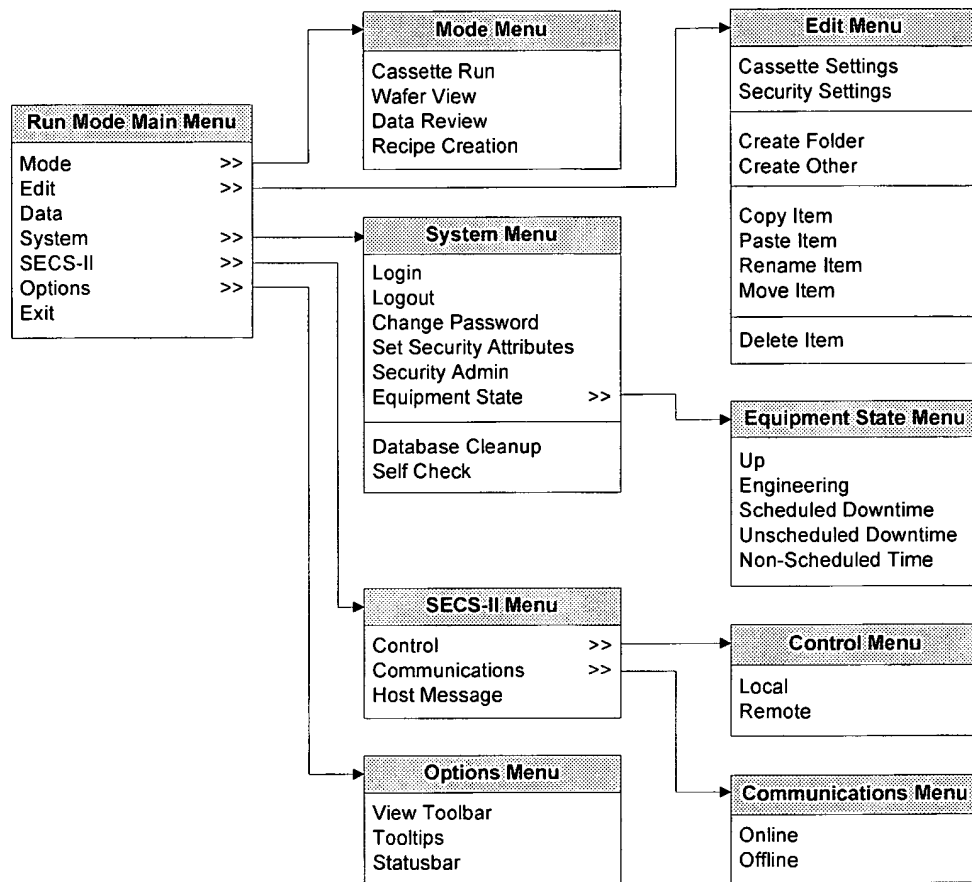 Run Mode Main Menu
Mode >>
Edit >>
Data
System >>
SECS-II >>
Options >>
Exit
Mode Menu
Cassette Run
Wafer View
Data Review
Recipe Creation
Edit Menu
Cassette Settings
Security Settings
Create Folder
Create Other
Copy Item
Paste Item
Rename Item
Move Item
Delete Item
System Menu
Login
Logout
Change Password
Set Security Attributes
Security Admin
Equipment State >>
Database Cleanup
Self Check
Equipment State Menu
Up
Engineering
Scheduled Downtime
Unscheduled Downtime
Non-Scheduled Time
SECS-II Menu
Control >>
Communications >>
Host Message
Control Menu
Local
Remote
Options Menu
View Toolbar
Tooltips
Statusbar
Communications Menu
Online
Offline